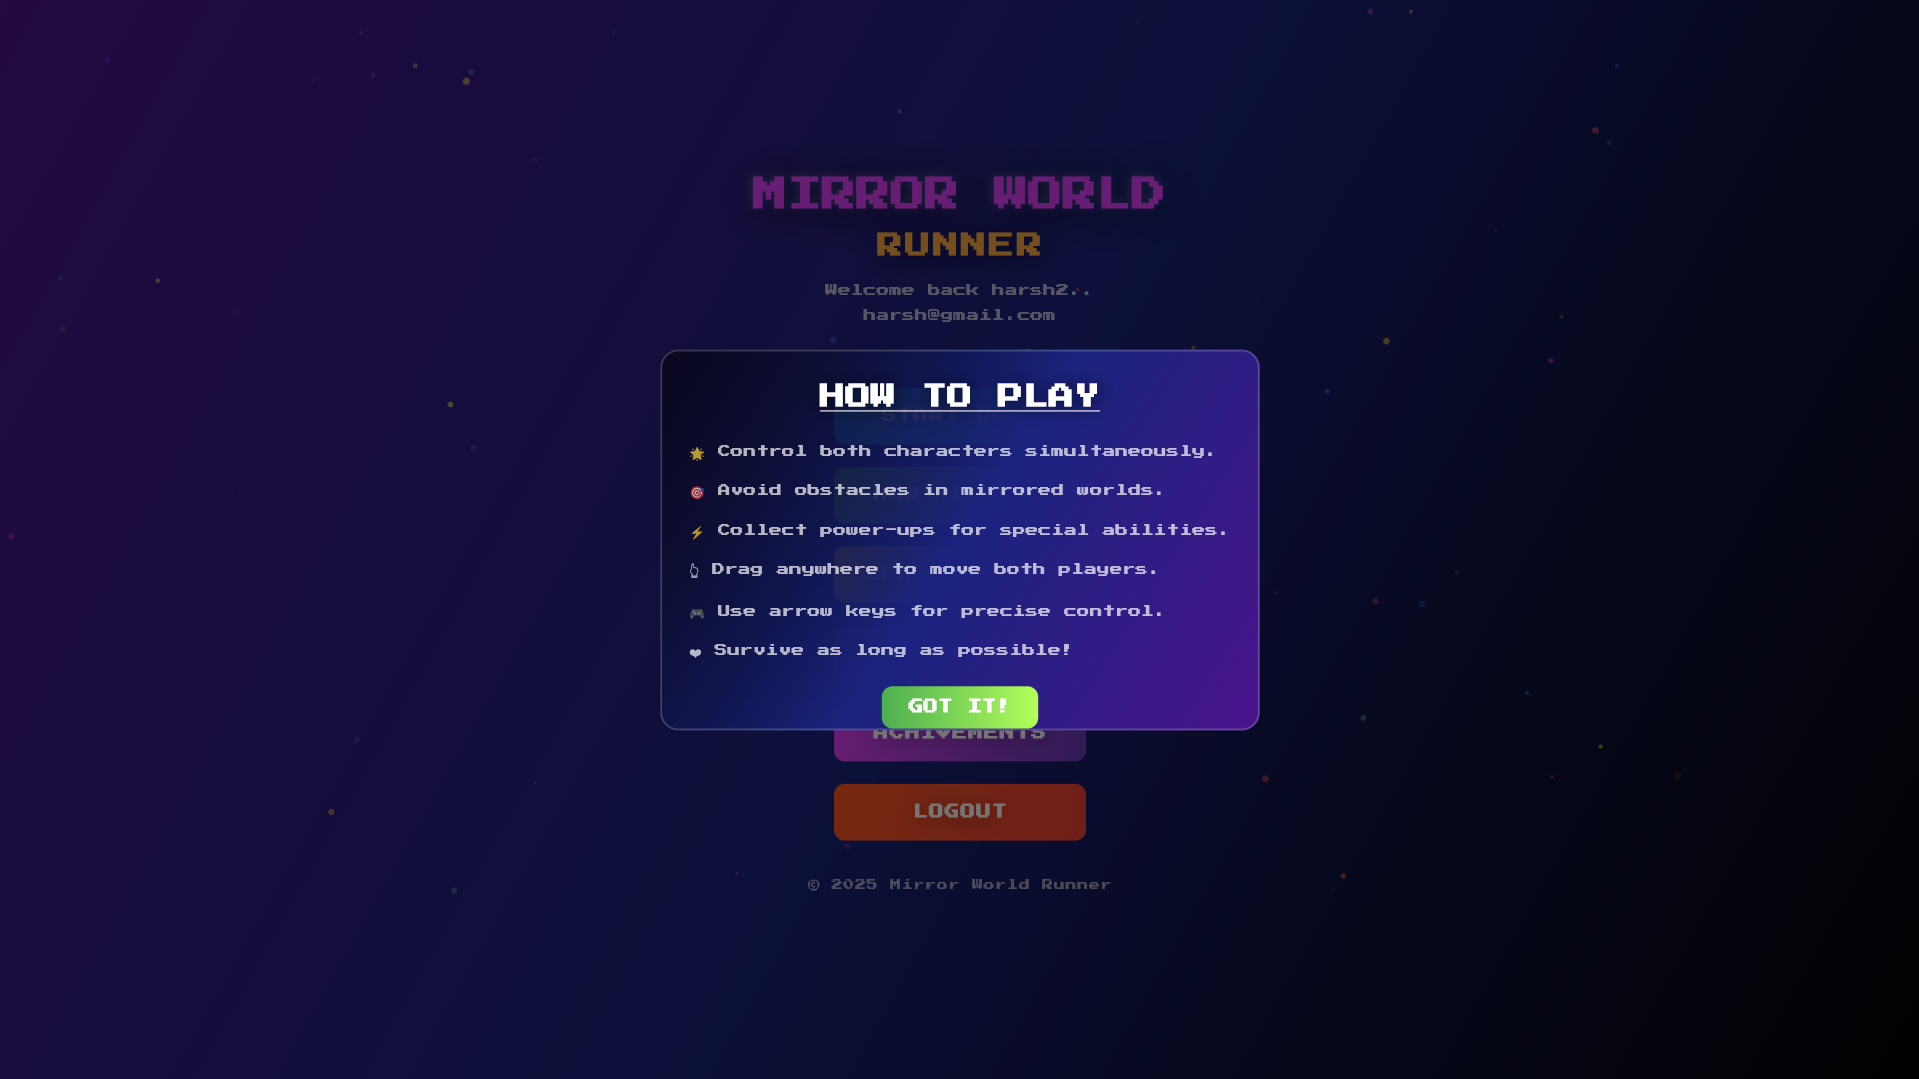 MIRROR WORLD
RUNNER
Welcome back harsh2..
harsh@gmail.com
HOW TO PLAY
START
🌟 Control both characters simultaneously.
🎯 Avoid obstacles in mirrored worlds.
⚡ Collect power-ups for special abilities.
👆 Drag anywhere to move both players.
🎮 Use arrow keys for precise control.
❤ Survive as long as possible!
GOT IT!
ACHIVEMENTS
LOGOUT
© 2025 Mirror World Runner